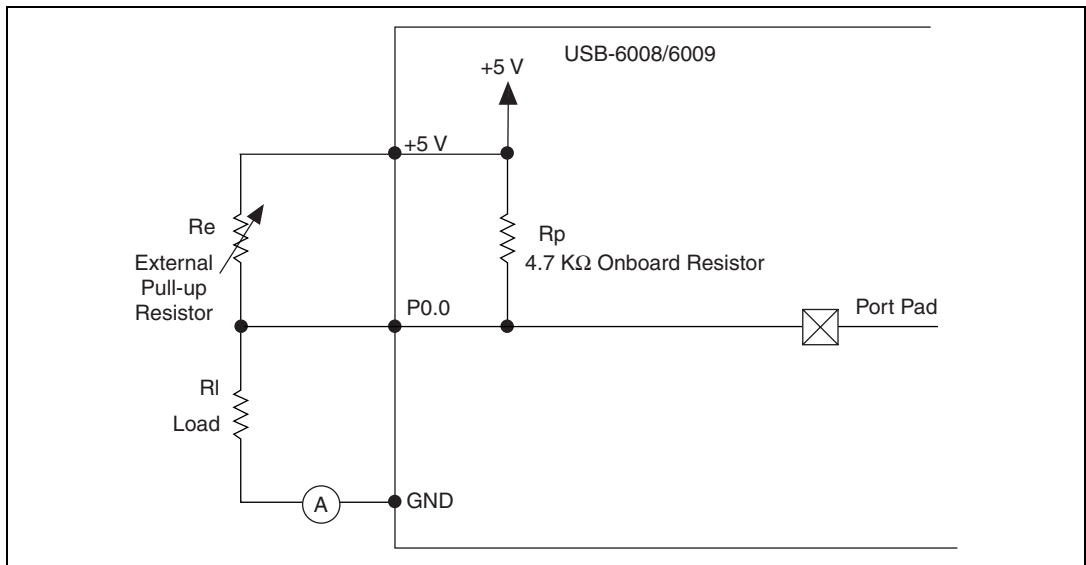 USB-6008/6009
+5 V
+5 V
Re
External
Pull-up
Resistor
Rp
4.7 KΩ Onboard Resistor
P0.0
Port Pad
Rl
Load
A
GND